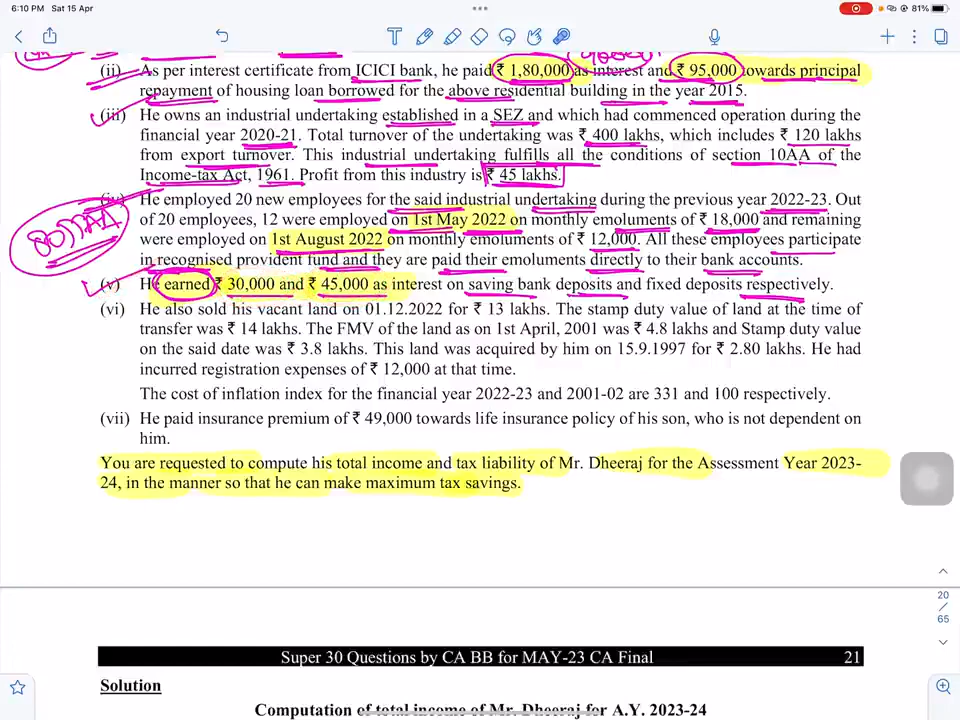 6:10 PM Sat 15 Apr
81%
(ii) As per interest certificate from ICICI bank, he paid ₹ 1,80,000 as interest and ₹ 95,000 towards principal
repayment of housing loan borrowed for the above residential building in the year 2015.
(iii) He owns an industrial undertaking established in a SEZ and which had commenced operation during the
financial year 2020-21. Total turnover of the undertaking was ₹ 400 lakhs, which includes ₹ 120 lakhs
from export turnover. This industrial undertaking fulfills all the conditions of section 10AA of the
Income-tax Act, 1961. Profit from this industry is ₹ 45 lakhs.
(iv) He employed 20 new employees for the said industrial undertaking during the previous year 2022-23. Out
of 20 employees, 12 were employed on 1st May 2022 on monthly emoluments of ₹ 18,000 and remaining
were employed on 1st August 2022 on monthly emoluments of ₹ 12,000. All these employees participate
in recognised provident fund and they are paid their emoluments directly to their bank accounts.
80JJAA
(v) He earned ₹ 30,000 and ₹ 45,000 as interest on saving bank deposits and fixed deposits respectively.
(vi) He also sold his vacant land on 01.12.2022 for ₹ 13 lakhs. The stamp duty value of land at the time of
transfer was ₹ 14 lakhs. The FMV of the land as on 1st April, 2001 was ₹ 4.8 lakhs and Stamp duty value
on the said date was ₹ 3.8 lakhs. This land was acquired by him on 15.9.1997 for ₹ 2.80 lakhs. He had
incurred registration expenses of ₹ 12,000 at that time.
The cost of inflation index for the financial year 2022-23 and 2001-02 are 331 and 100 respectively.
(vii) He paid insurance premium of ₹ 49,000 towards life insurance policy of his son, who is not dependent on
him.
You are requested to compute his total income and tax liability of Mr. Dheeraj for the Assessment Year 2023-
24, in the manner so that he can make maximum tax savings.
20
/
65
Super 30 Questions by CA BB for MAY-23 CA Final 21
Solution
Computation of total income of Mr. Dheeraj for A.Y. 2023-24